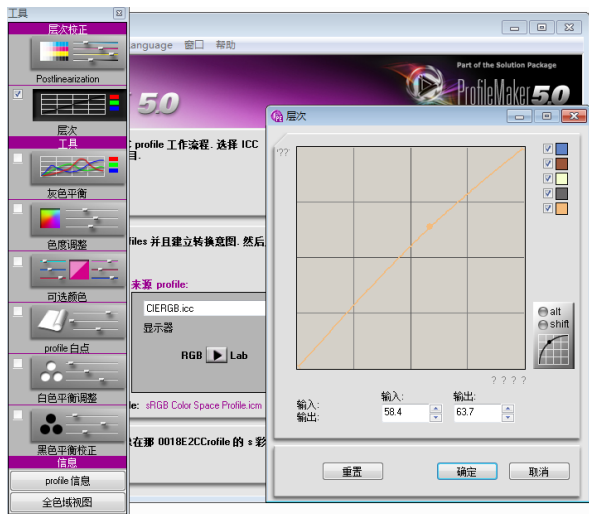 工具
层次校正
Postlinearization
层次
工具
灰色平衡
色度调整
可选颜色
profile 白点
白色平衡调整
黑色平衡校正
信息
profile 信息
全色域视图
anguage 窗口 帮助
Part of the Solution Package
ProfileMaker 5.0
5.0
profile 工作流程. 选择 ICC
目.
files 并且建立转换意图. 然后
来源 profile:
CIERGB.icc
显示器
RGB Lab
le: sRGB Color Space Profile.icm
在那 0018E2CCrofile 的 s 彩
层次
'??
alt
shift
? ? ? ?
输入: 输出:
输入:
输出:
58.4 63.7
重置 确定 取消